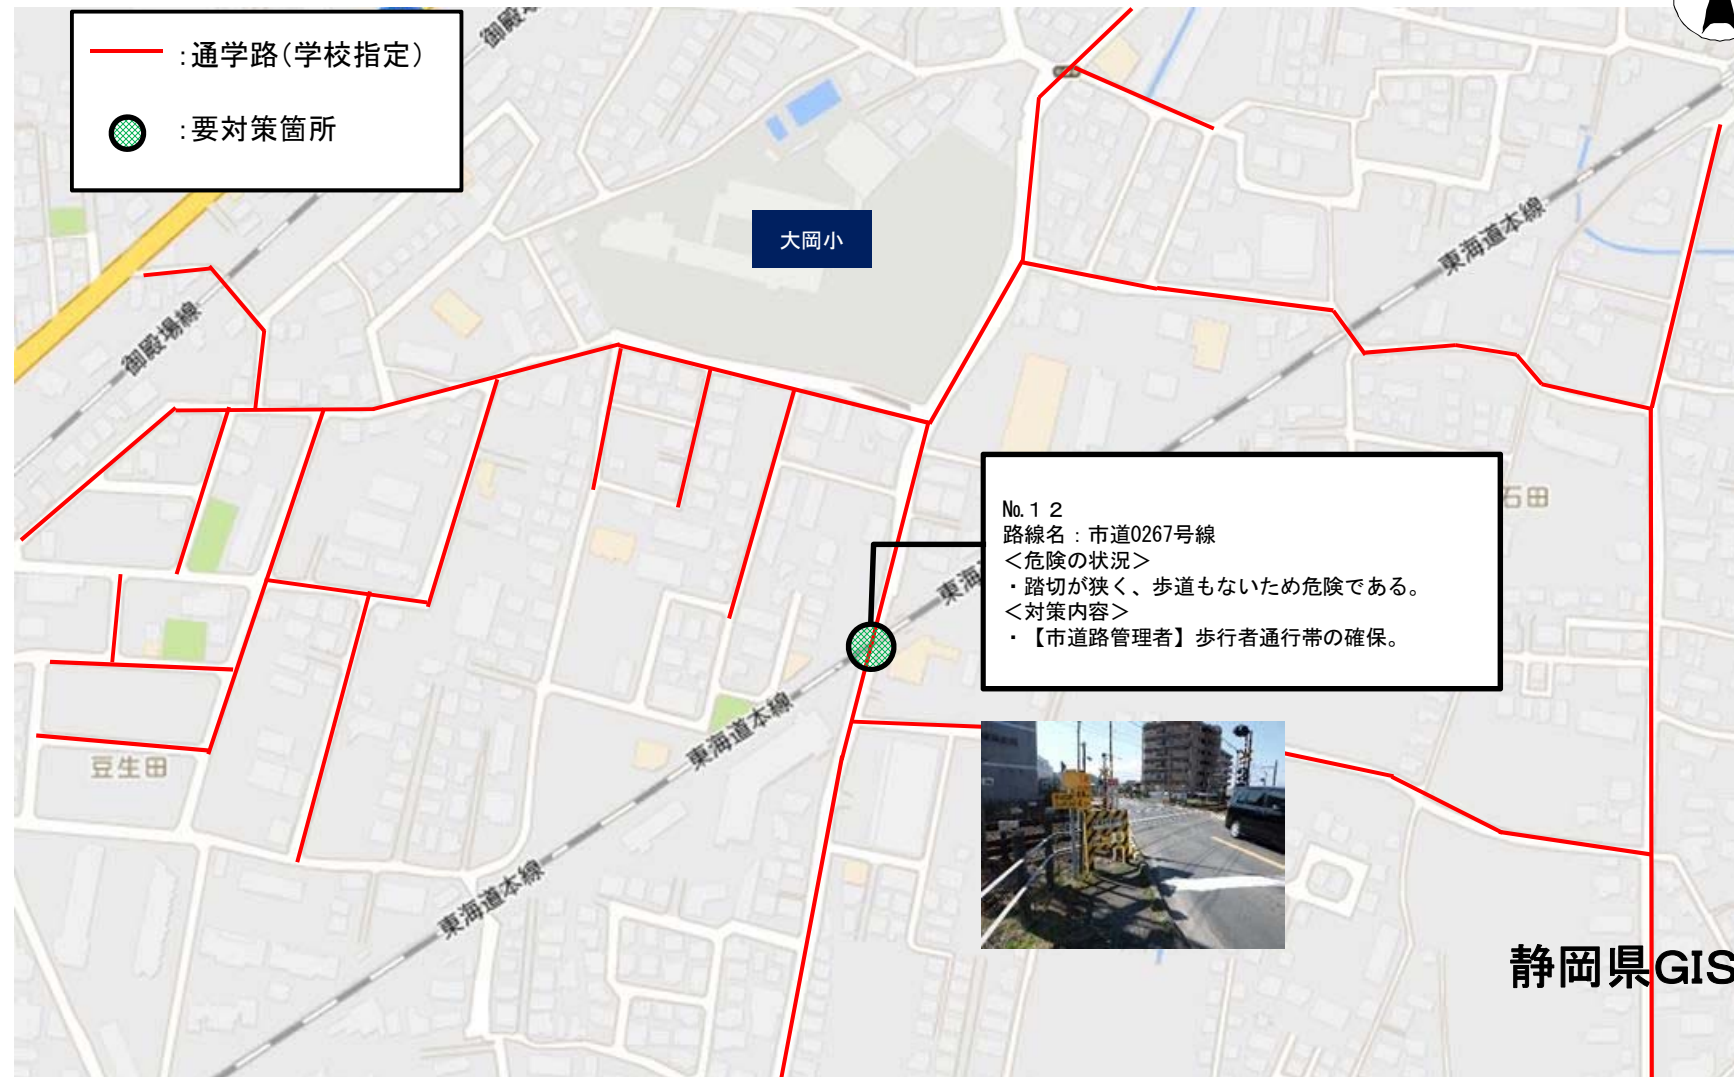 ：通学路（学校指定）
：要対策箇所
御殿場線
大岡小
東海道本線
御殿場線
石田
№.１２
路線名：市道0267号線
＜危険の状況＞
・踏切が狭く、歩道もないため危険である。
＜対策内容＞
・【市道路管理者】歩行者通行帯の確保。
東海
東海道本線
豆生田
東海道本線
静岡県GIS